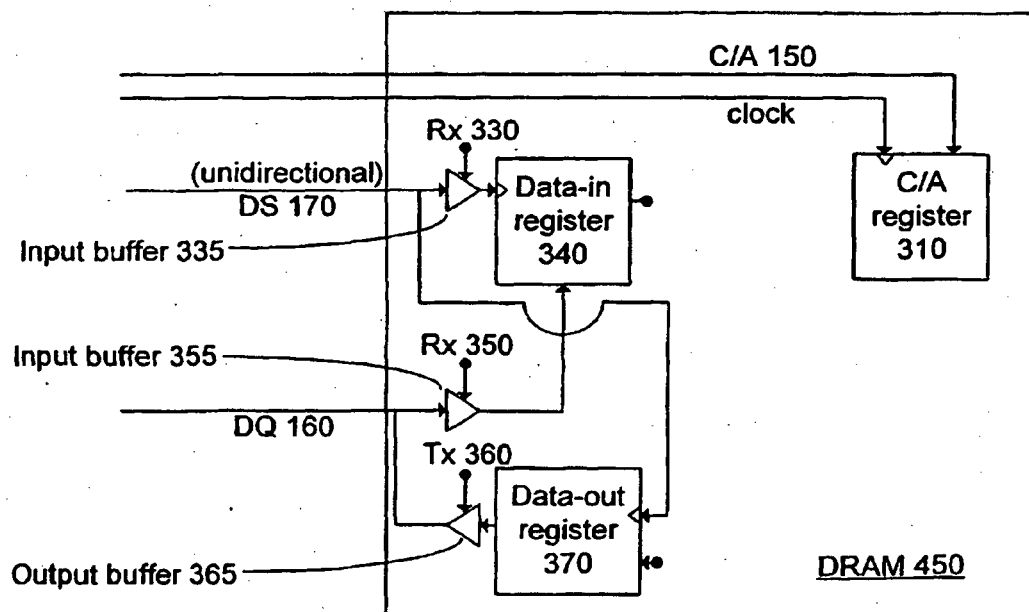 C/A 150
clock
Rx 330
(unidirectional)
DS 170
Data-in
register
340
C/A
register
310
Input buffer 335
Input buffer 355
Rx 350
DQ 160
Tx 360
Data-out
register
370
Output buffer 365
DRAM 450